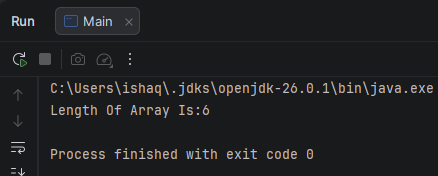 Run
Main
C:\Users\ishaq\.jdks\openjdk-26.0.1\bin\java.exe
Length Of Array Is:6
Process finished with exit code 0